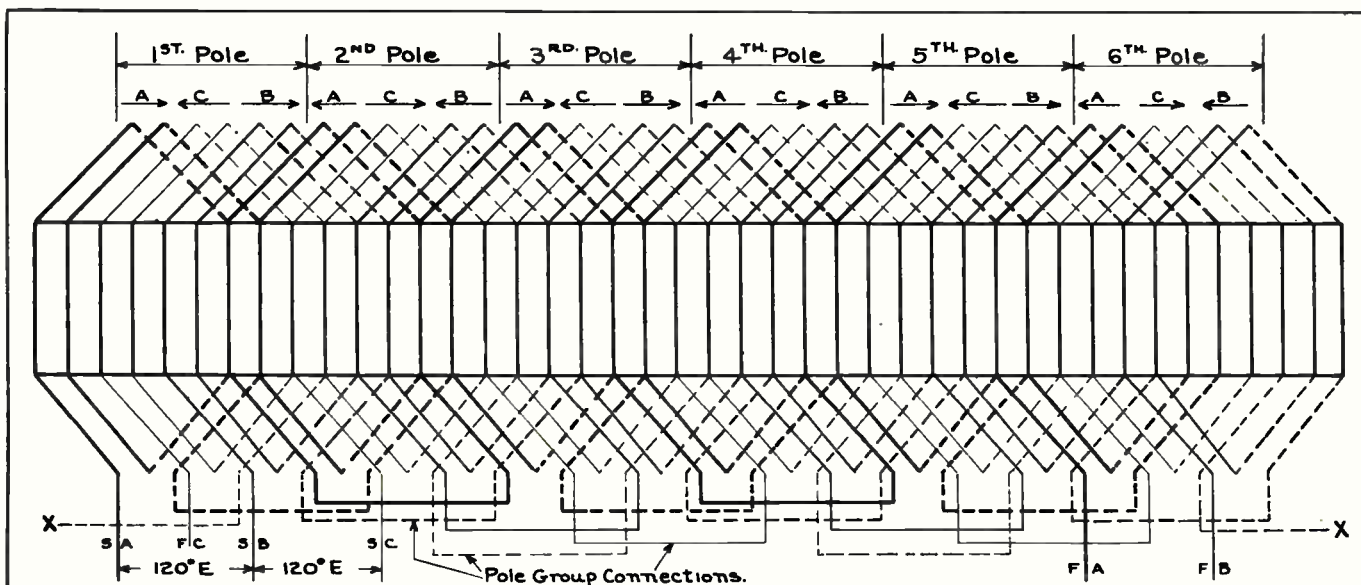 1ST. Pole 2ND Pole 3RD. Pole 4TH. Pole 5TH. Pole 6TH. Pole
A C B A C B A C B A C B A C B A C B
X X
S A F C S B S C F A F B
120°E 120°E
Pole Group Connections.